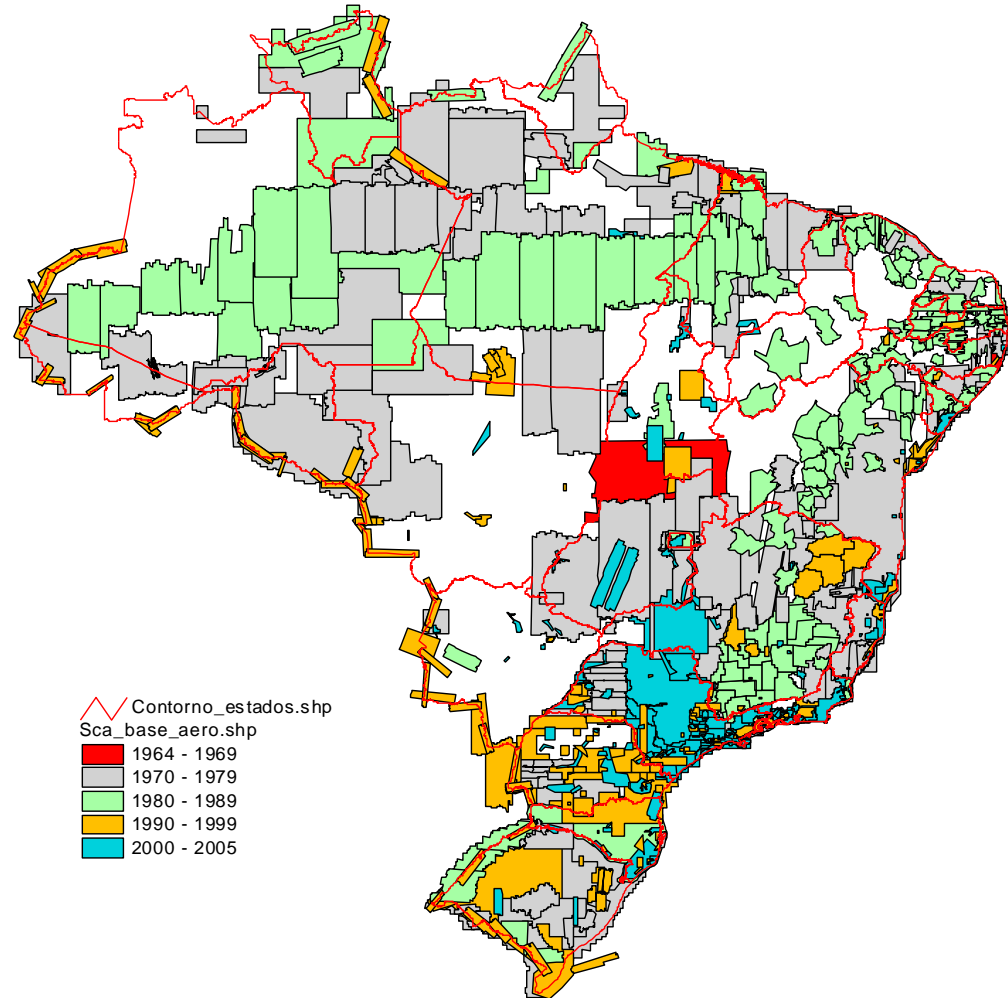 Contorno_estados.shp
Sca_base_aero.shp
1964 - 1969
1970 - 1979
1980 - 1989
1990 - 1999
2000 - 2005